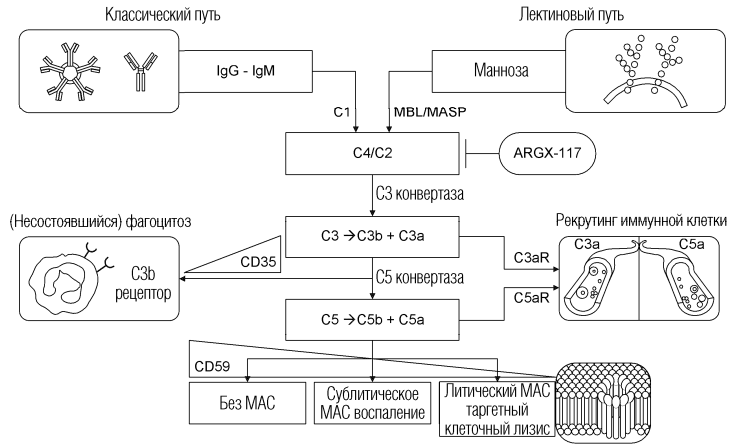 Классический путь
Лектиновый путь
IgG - IgM
Манноза
C1
MBL/MASP
C4/C2
ARGX-117
C3 конвертаза
(Несостоявшийся) фагоцитоз
Рекрутинг иммунной клетки
C3b
рецептор
CD35
C3 →C3b + C3a
C3aR
C3a
C5a
C5 конвертаза
C5aR
C5 →C5b + C5a
CD59
Без МАС
Сублитическое
МАС воспаление
Литический МАС
таргетный
клеточный лизис